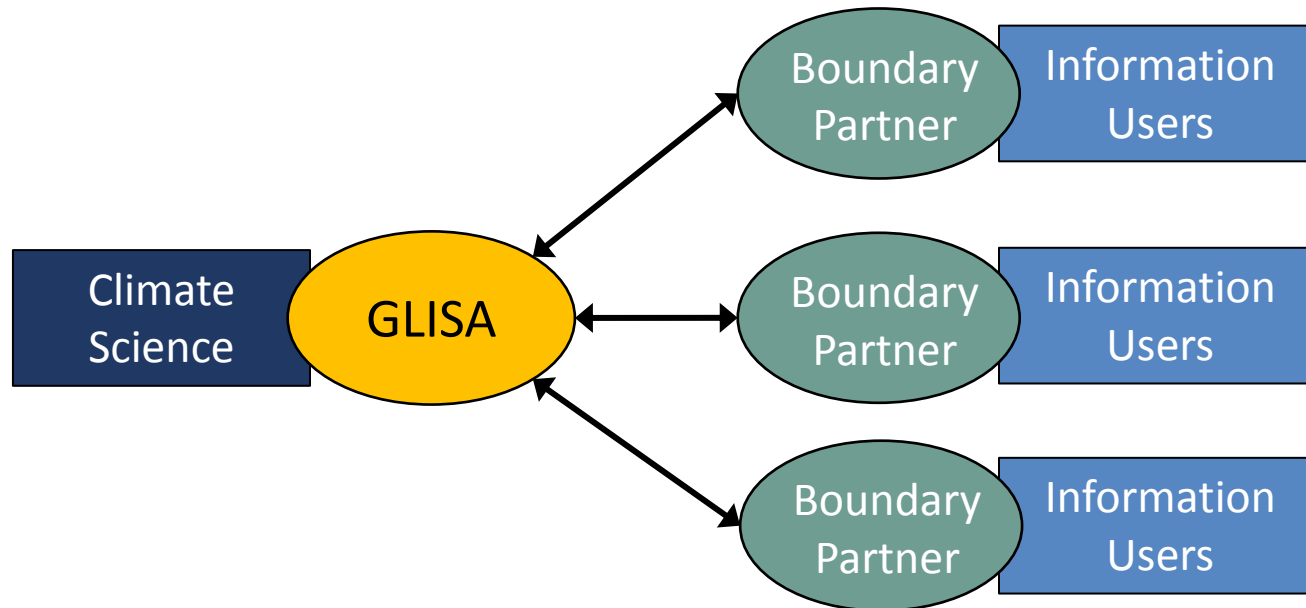 Climate
Science
GLISA
Boundary
Partner
Information
Users
Boundary
Partner
Information
Users
Boundary
Partner
Information
Users